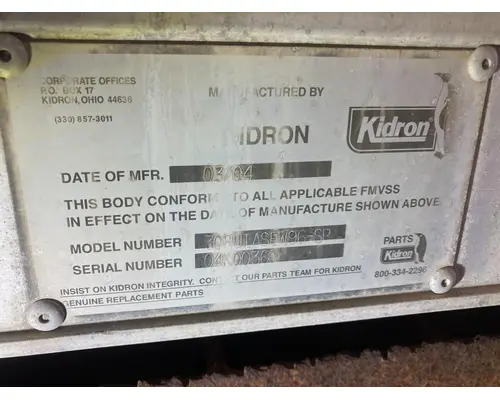 CORPORATE OFFICES
P.O. BOX 17
KIDRON, OHIO 44636
(330) 857-3011
MANUFACTURED BY
KIDRON
Kidron
DATE OF MFR. 03/04
THIS BODY CONFORMS TO ALL APPLICABLE FMVSS
IN EFFECT ON THE DATE OF MANUFACTURE SHOWN ABOVE
MODEL NUMBER
SERIAL NUMBER
PARTS
Kidron
800-334-2296
INSIST ON KIDRON INTEGRITY. CONTACT OUR PARTS TEAM FOR KIDRON
GENUINE REPLACEMENT PARTS